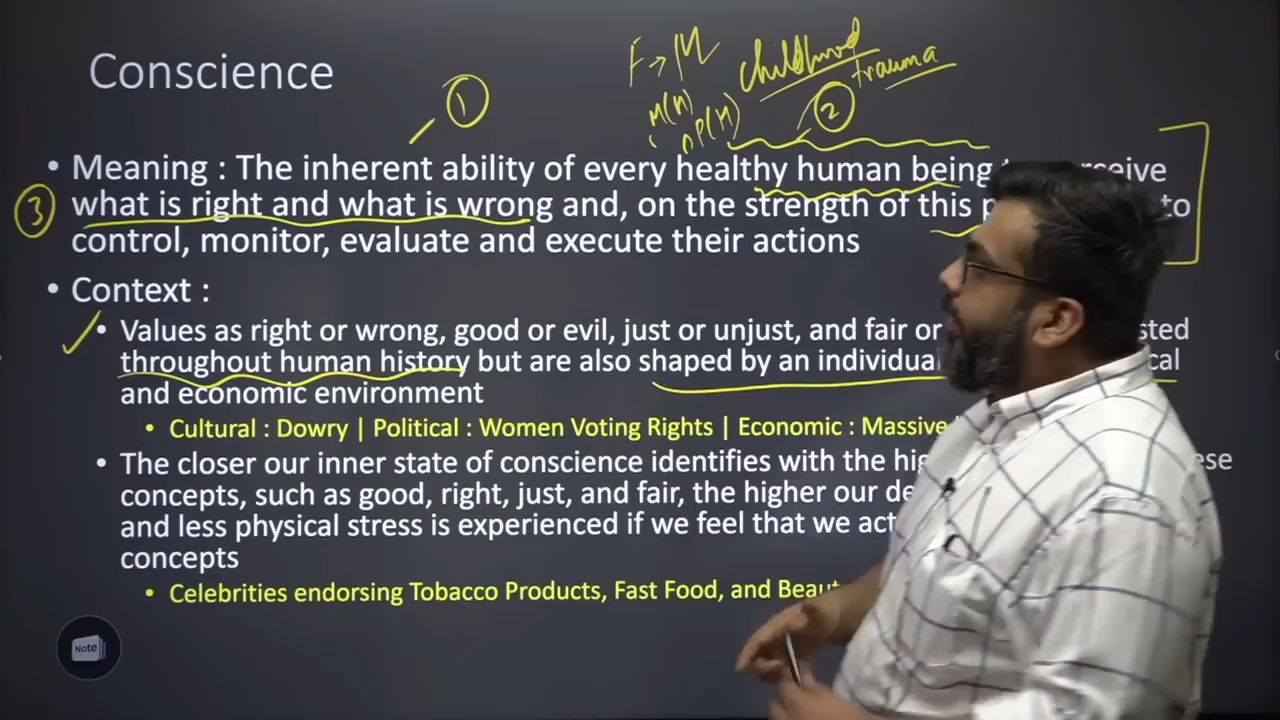 Conscience
F → M
childhood
trauma
M(H)
P(M)
①
②
• Meaning : The inherent ability of every healthy human being
③ what is right and what is wrong and, on the strength of this to
control, monitor, evaluate and execute their actions
• Context :
• Values as right or wrong, good or evil, just or unjust, and fair or
throughout human history but are also shaped by an individual
and economic environment
• Cultural : Dowry | Political : Women Voting Rights | Economic : Massive
• The closer our inner state of conscience identifies with the
concepts, such as good, right, just, and fair, the higher our
and less physical stress is experienced if we feel that we act
concepts
• Celebrities endorsing Tobacco Products, Fast Food, and
Note